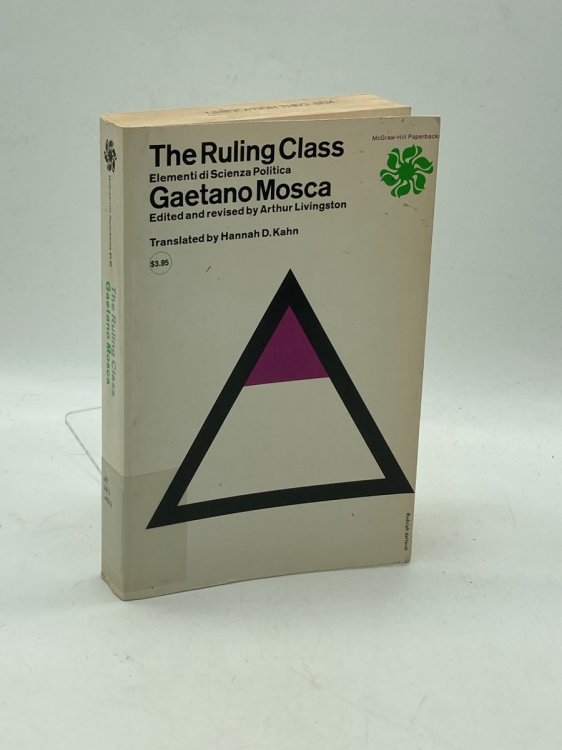 McGraw-Hill Paperback
The Ruling Class
Elementi di Scienza Politica
Gaetano Mosca
Edited and revised by Arthur Livingston
Translated by Hannah D. Kahn
$3.95
The Ruling Class
Gaetano Mosca